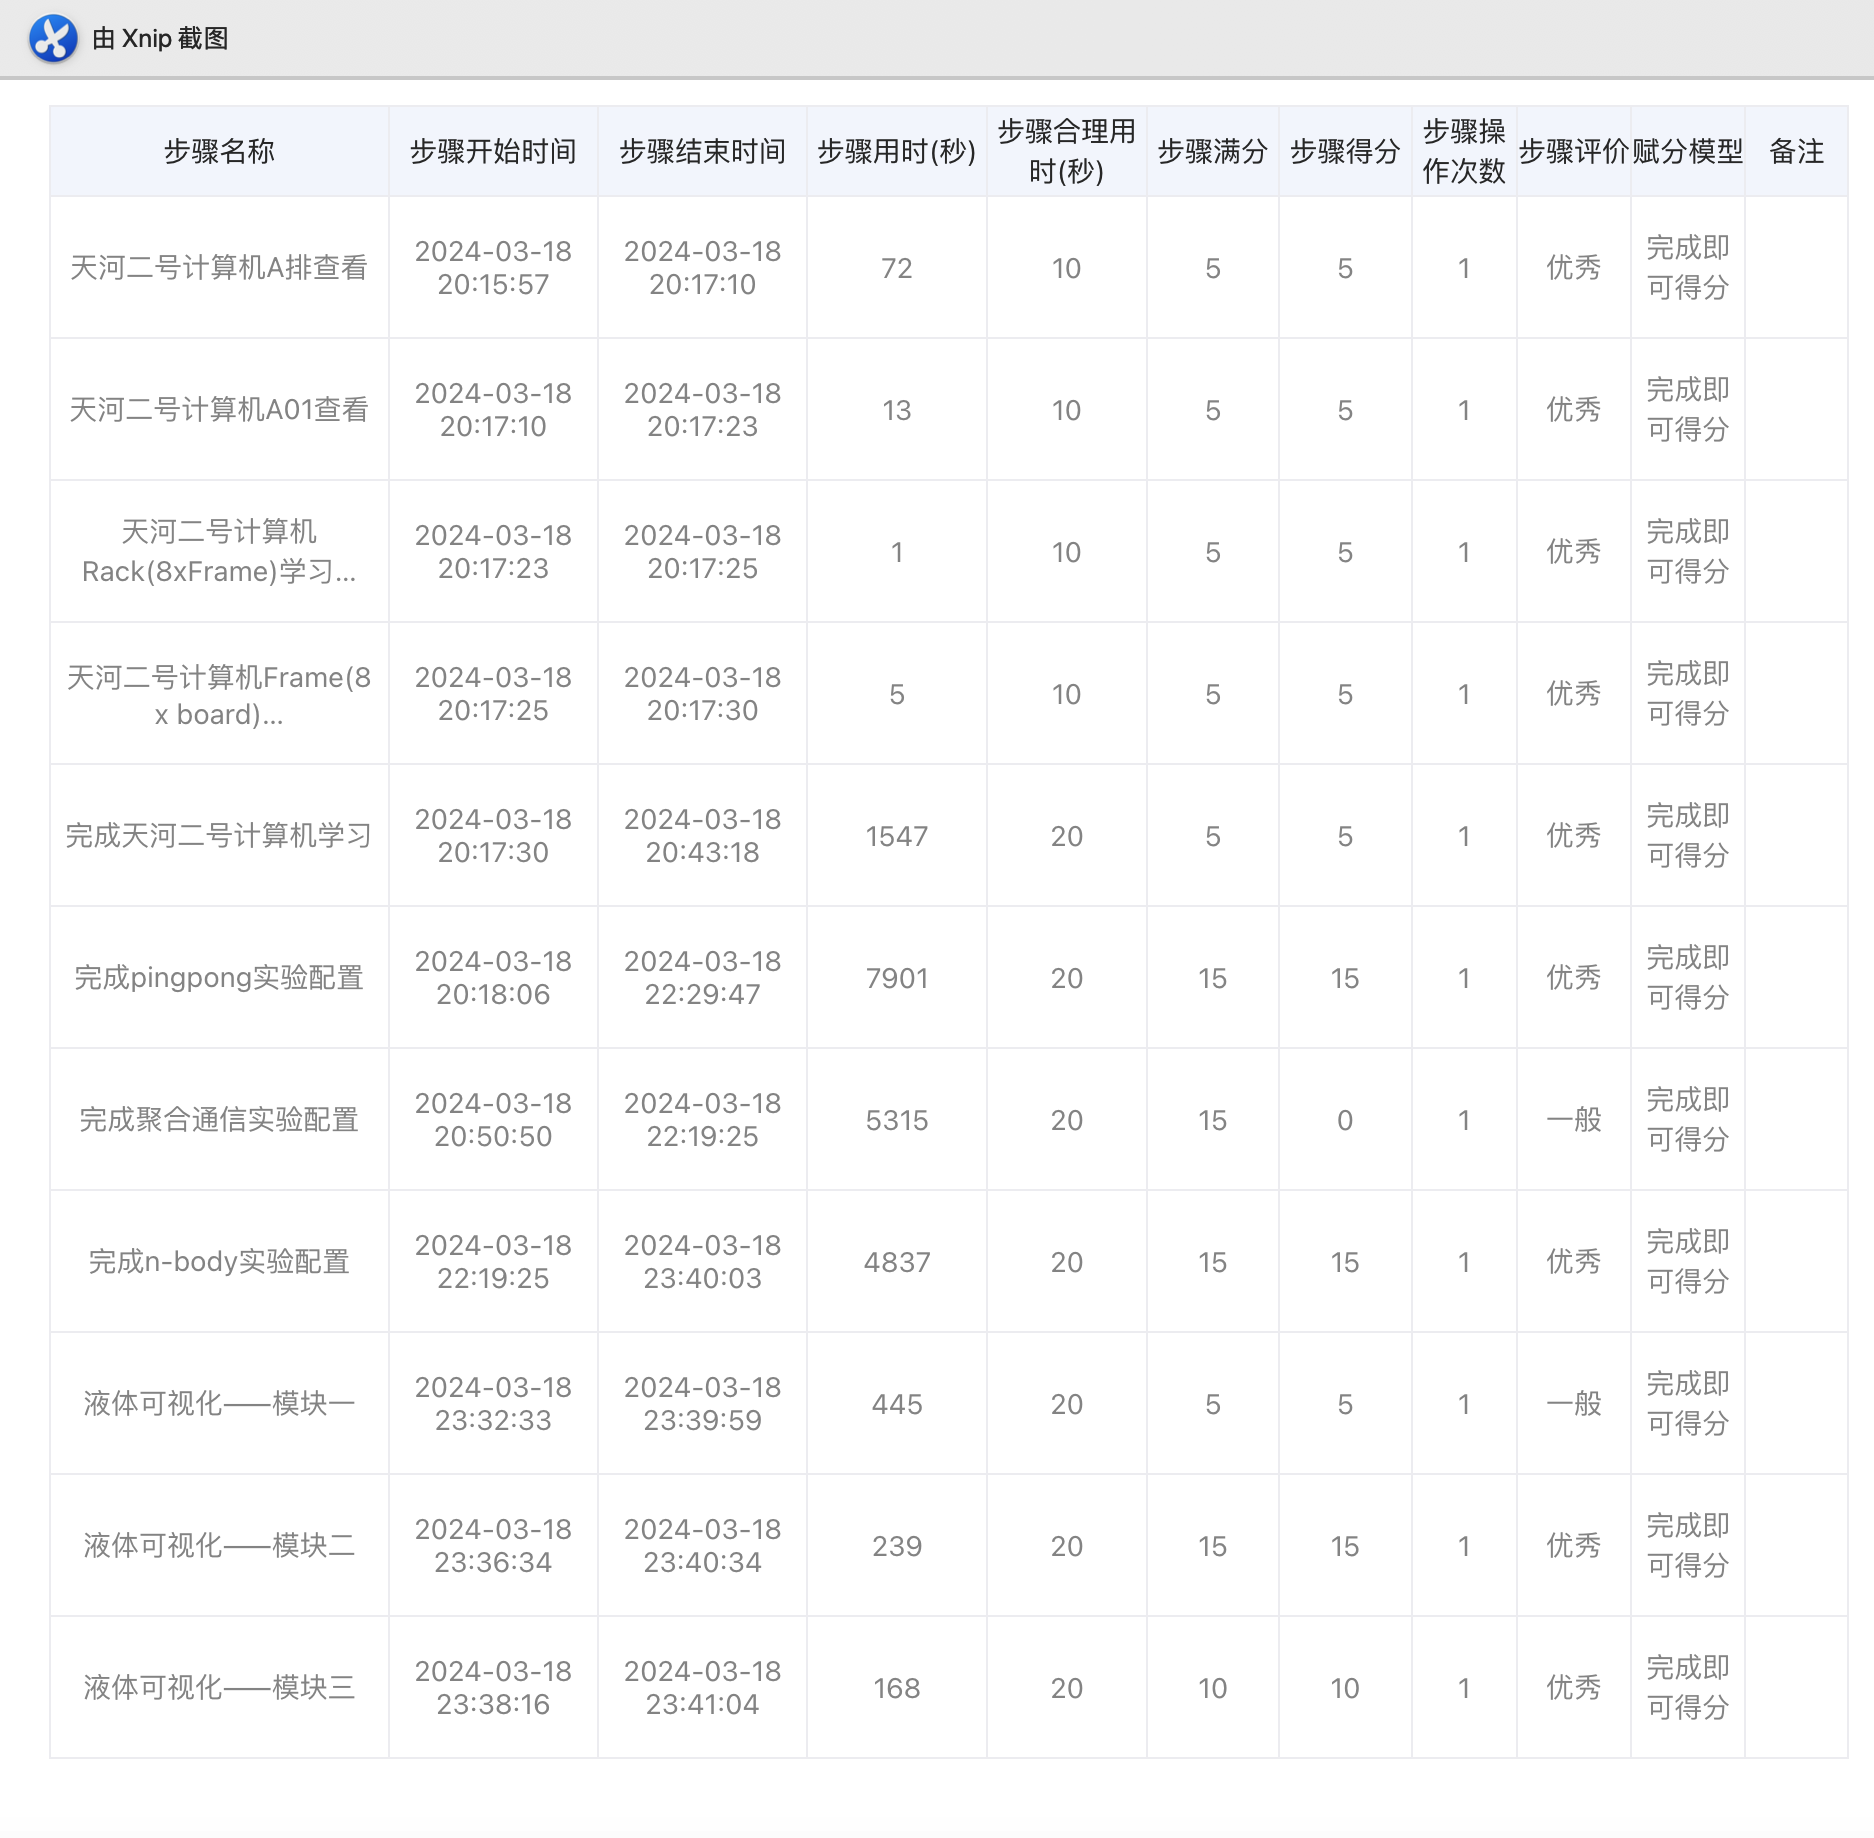 由 Xnip 截图
步骤名称 步骤开始时间 步骤结束时间 步骤用时(秒) 步骤合理用时(秒) 步骤满分 步骤得分 步骤操作次数 步骤评价 赋分模型 备注
天河二号计算机A排查看 2024-03-18 20:15:57 2024-03-18 20:17:10 72 10 5 5 1 优秀 完成即可得分
天河二号计算机A01查看 2024-03-18 20:17:10 2024-03-18 20:17:23 13 10 5 5 1 优秀 完成即可得分
天河二号计算机Rack(8xFrame)学习... 2024-03-18 20:17:23 2024-03-18 20:17:25 1 10 5 5 1 优秀 完成即可得分
天河二号计算机Frame(8 x board)... 2024-03-18 20:17:25 2024-03-18 20:17:30 5 10 5 5 1 优秀 完成即可得分
完成天河二号计算机学习 2024-03-18 20:17:30 2024-03-18 20:43:18 1547 20 5 5 1 优秀 完成即可得分
完成pingpong实验配置 2024-03-18 20:18:06 2024-03-18 22:29:47 7901 20 15 15 1 优秀 完成即可得分
完成聚合通信实验配置 2024-03-18 20:50:50 2024-03-18 22:19:25 5315 20 15 0 1 一般 完成即可得分
完成n-body实验配置 2024-03-18 22:19:25 2024-03-18 23:40:03 4837 20 15 15 1 优秀 完成即可得分
液体可视化——模块一 2024-03-18 23:32:33 2024-03-18 23:39:59 445 20 5 5 1 一般 完成即可得分
液体可视化——模块二 2024-03-18 23:36:34 2024-03-18 23:40:34 239 20 15 15 1 优秀 完成即可得分
液体可视化——模块三 2024-03-18 23:38:16 2024-03-18 23:41:04 168 20 10 10 1 优秀 完成即可得分